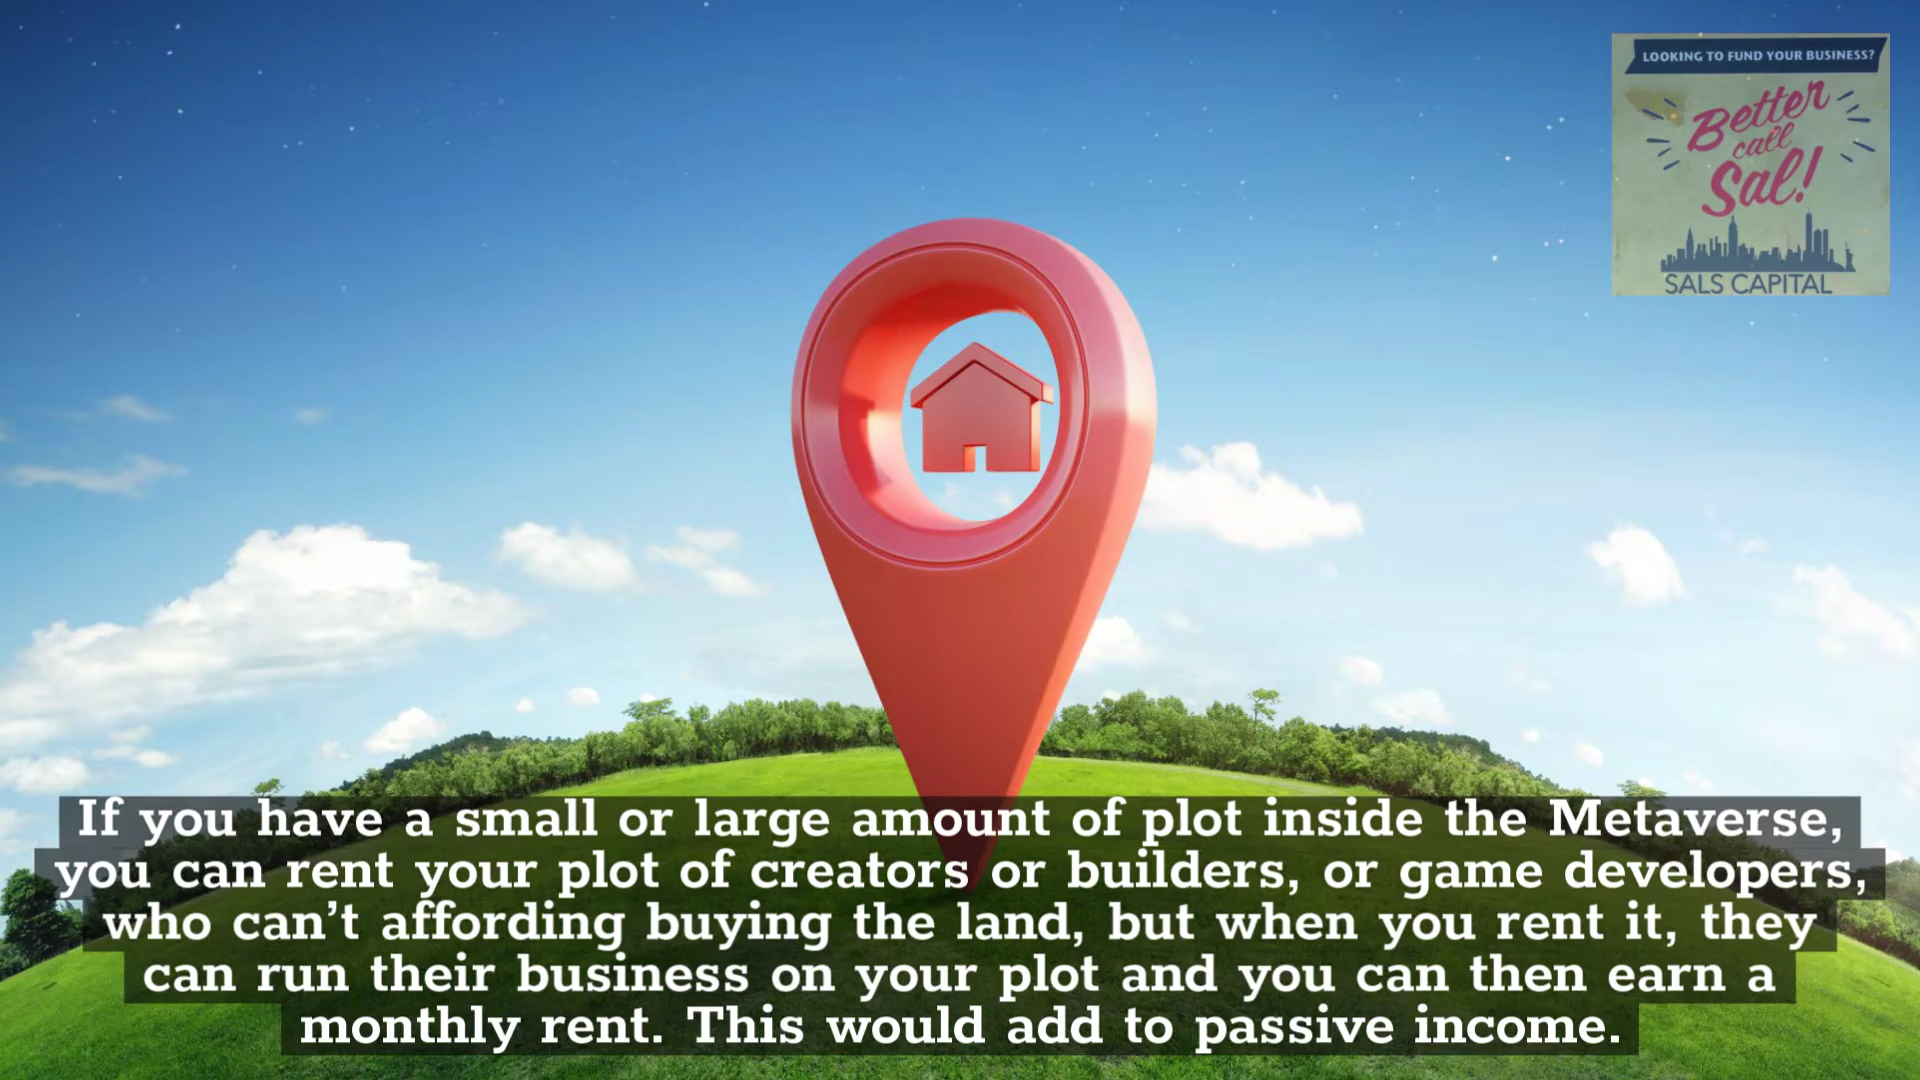 LOOKING TO FUND YOUR BUSINESS?
Better
call
Sal!
SALS CAPITAL
If you have a small or large amount of plot inside the Metaverse,
you can rent your plot of creators or builders, or game developers,
who can't affording buying the land, but when you rent it, they
can run their business on your plot and you can then earn a
monthly rent. This would add to passive income.